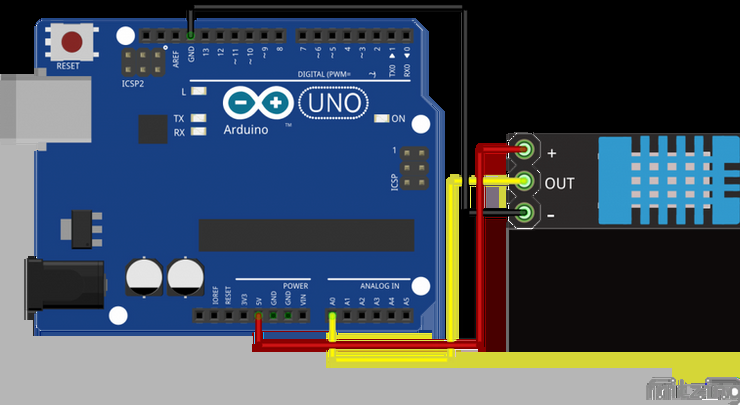 RESET
ICSP2
AREF
GND
13
12
~11
~10
~9
8
7
~6
~5
4
~3
2
TX0 ▶1
RX0 ◀0
DIGITAL (PWM=
L
TX
RX
UNO
ON
Arduino ™
1
ICSP
+
OUT
-
POWER
ANALOG IN
IOREF
RESET
3V3
5V
GND
GND
VIN
A0
A1
A2
A3
A4
A5